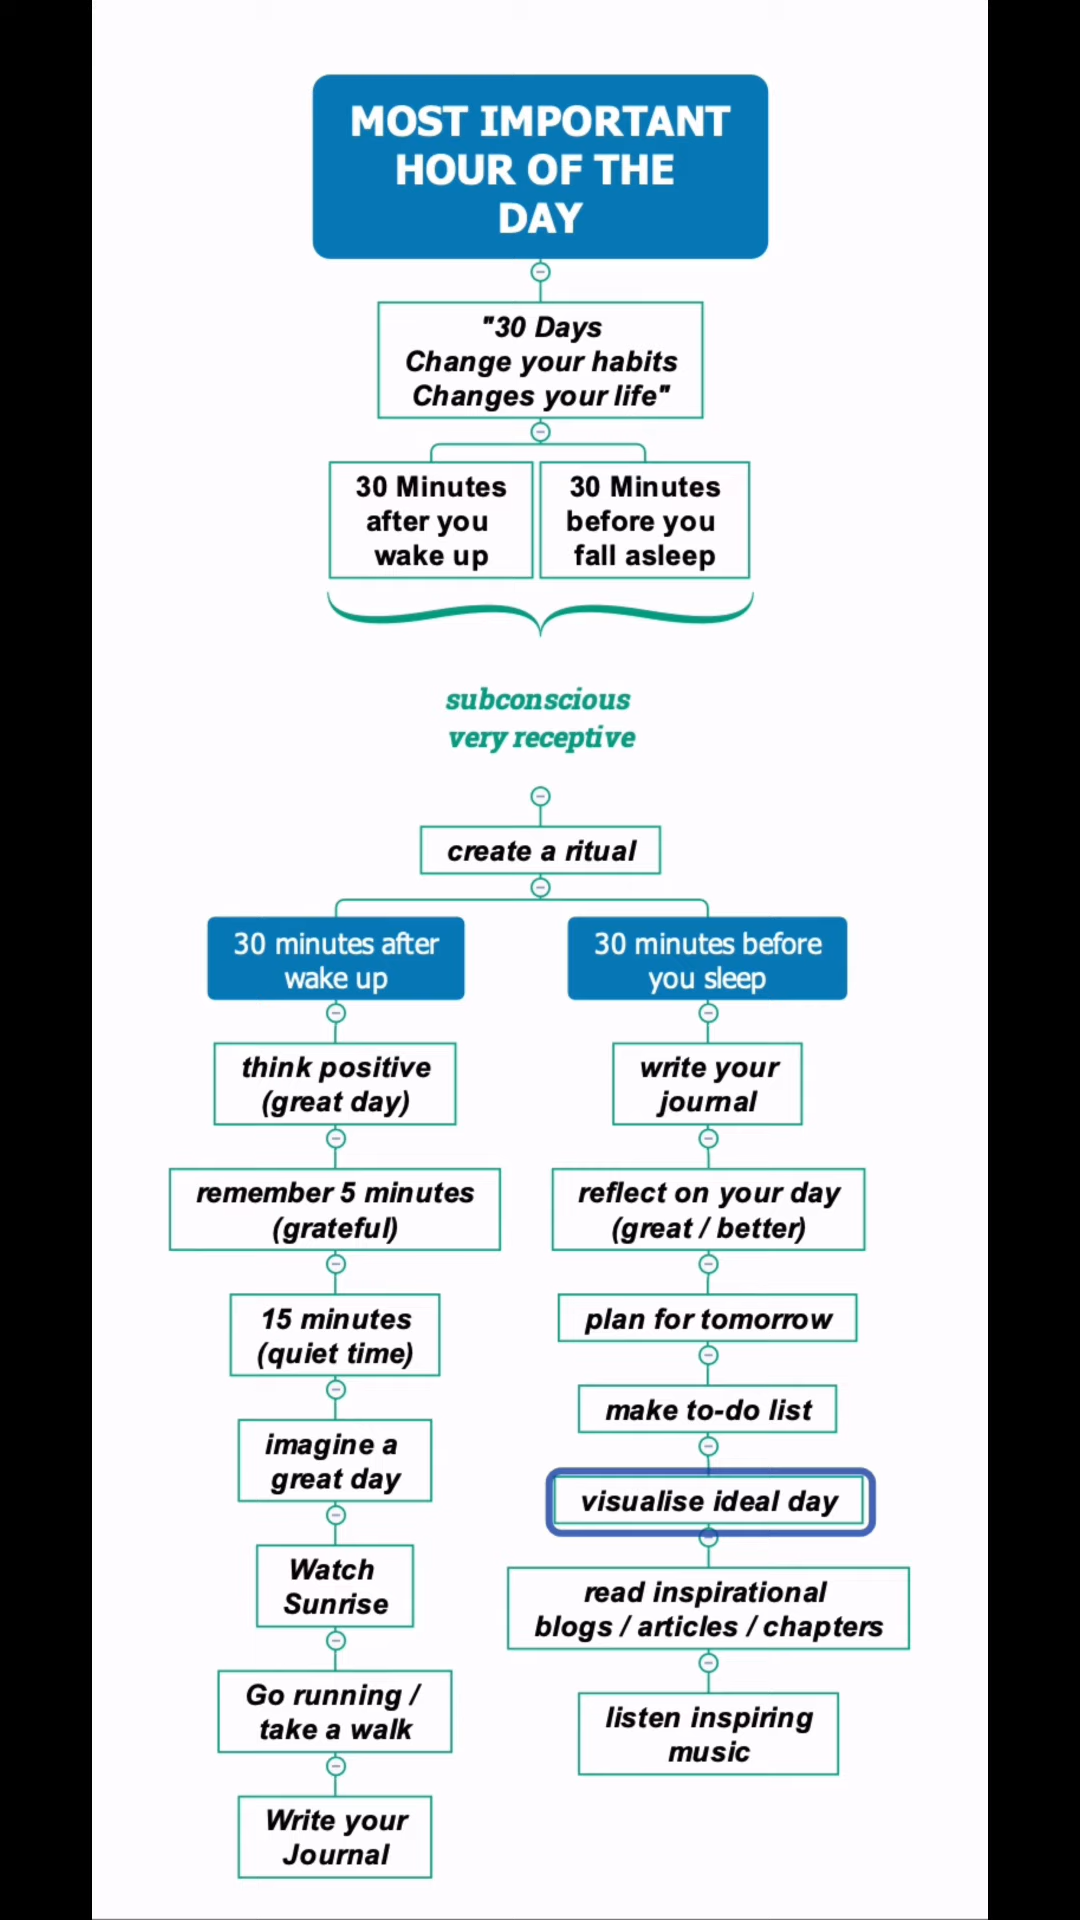 MOST IMPORTANT
HOUR OF THE
DAY
"30 Days
Change your habits
Changes your life"
30 Minutes
after you
wake up
30 Minutes
before you
fall asleep
subconscious
very receptive
create a ritual
30 minutes after
wake up
think positive
(great day)
remember 5 minutes
(grateful)
15 minutes
(quiet time)
imagine a
great day
Watch
Sunrise
Go running /
take a walk
Write your
Journal
30 minutes before
you sleep
write your
journal
reflect on your day
(great / better)
plan for tomorrow
make to-do list
visualise ideal day
read inspirational
blogs / articles / chapters
listen inspiring
music